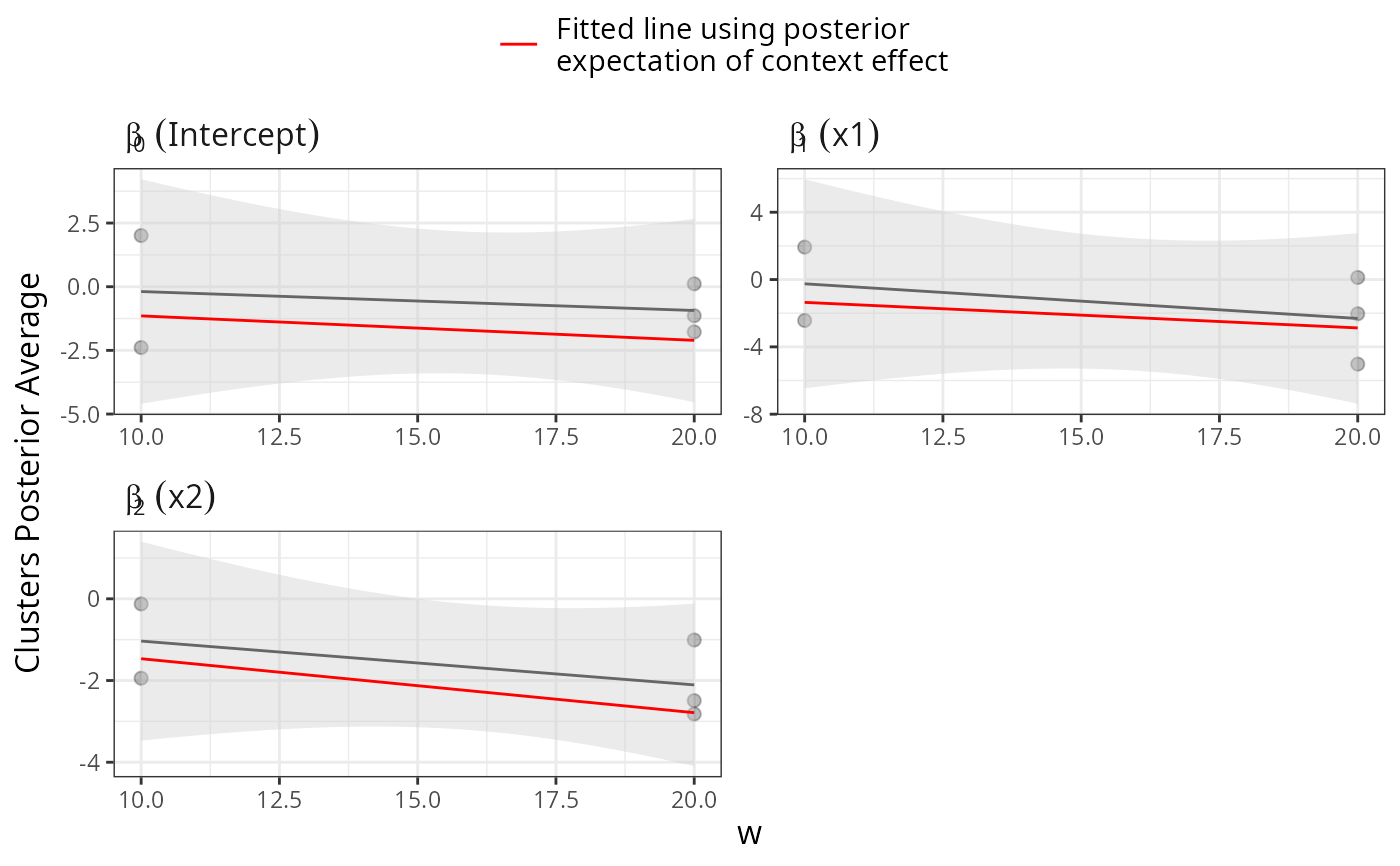 Fitted line using posterior
expectation of context effect
β0 (Intercept)
2.5
0.0
-2.5
-5.0
10.0 12.5 15.0 17.5 20.0
β1 (x1)
4
0
-4
-8
10.0 12.5 15.0 17.5 20.0
β2 (x2)
0
-2
-4
10.0 12.5 15.0 17.5 20.0
Clusters Posterior Average
w